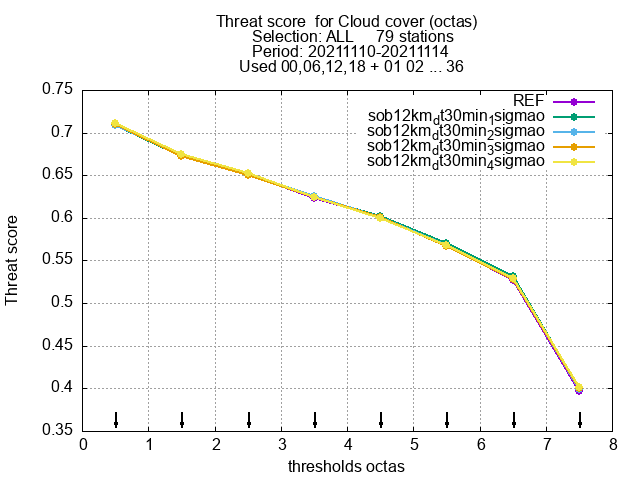 Threat score  for Cloud cover (octas)
Selection: ALL     79 stations
Period: 20211110-20211114
Used 00,06,12,18 + 01 02 ... 36
REF
sob12km_dt30min_1sigmao
sob12km_dt30min_2sigmao
sob12km_dt30min_3sigmao
sob12km_dt30min_4sigmao
0.75
0.7
0.65
0.6
0.55
0.5
0.45
0.4
0.35
Threat score
0 1 2 3 4 5 6 7 8
thresholds octas